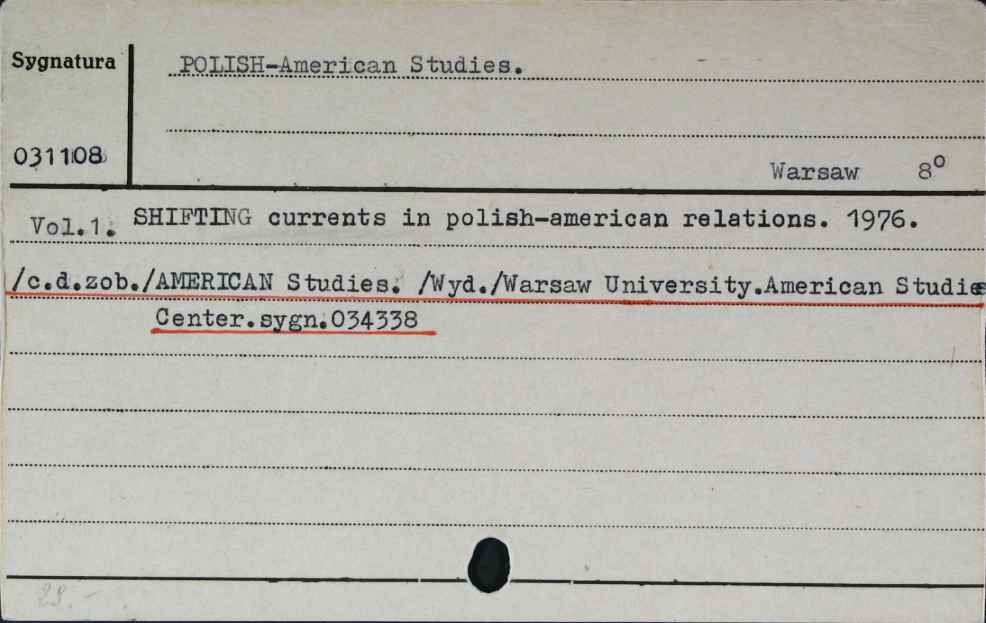 Sygnatura
POLISH-American Studies.
031108
Warsaw 8°
Vol.1. SHIFTING currents in polish-american relations. 1976.
/c.d.zob./AMERICAN Studies. /Wyd./Warsaw University.American Studies
Center.sygn.034338